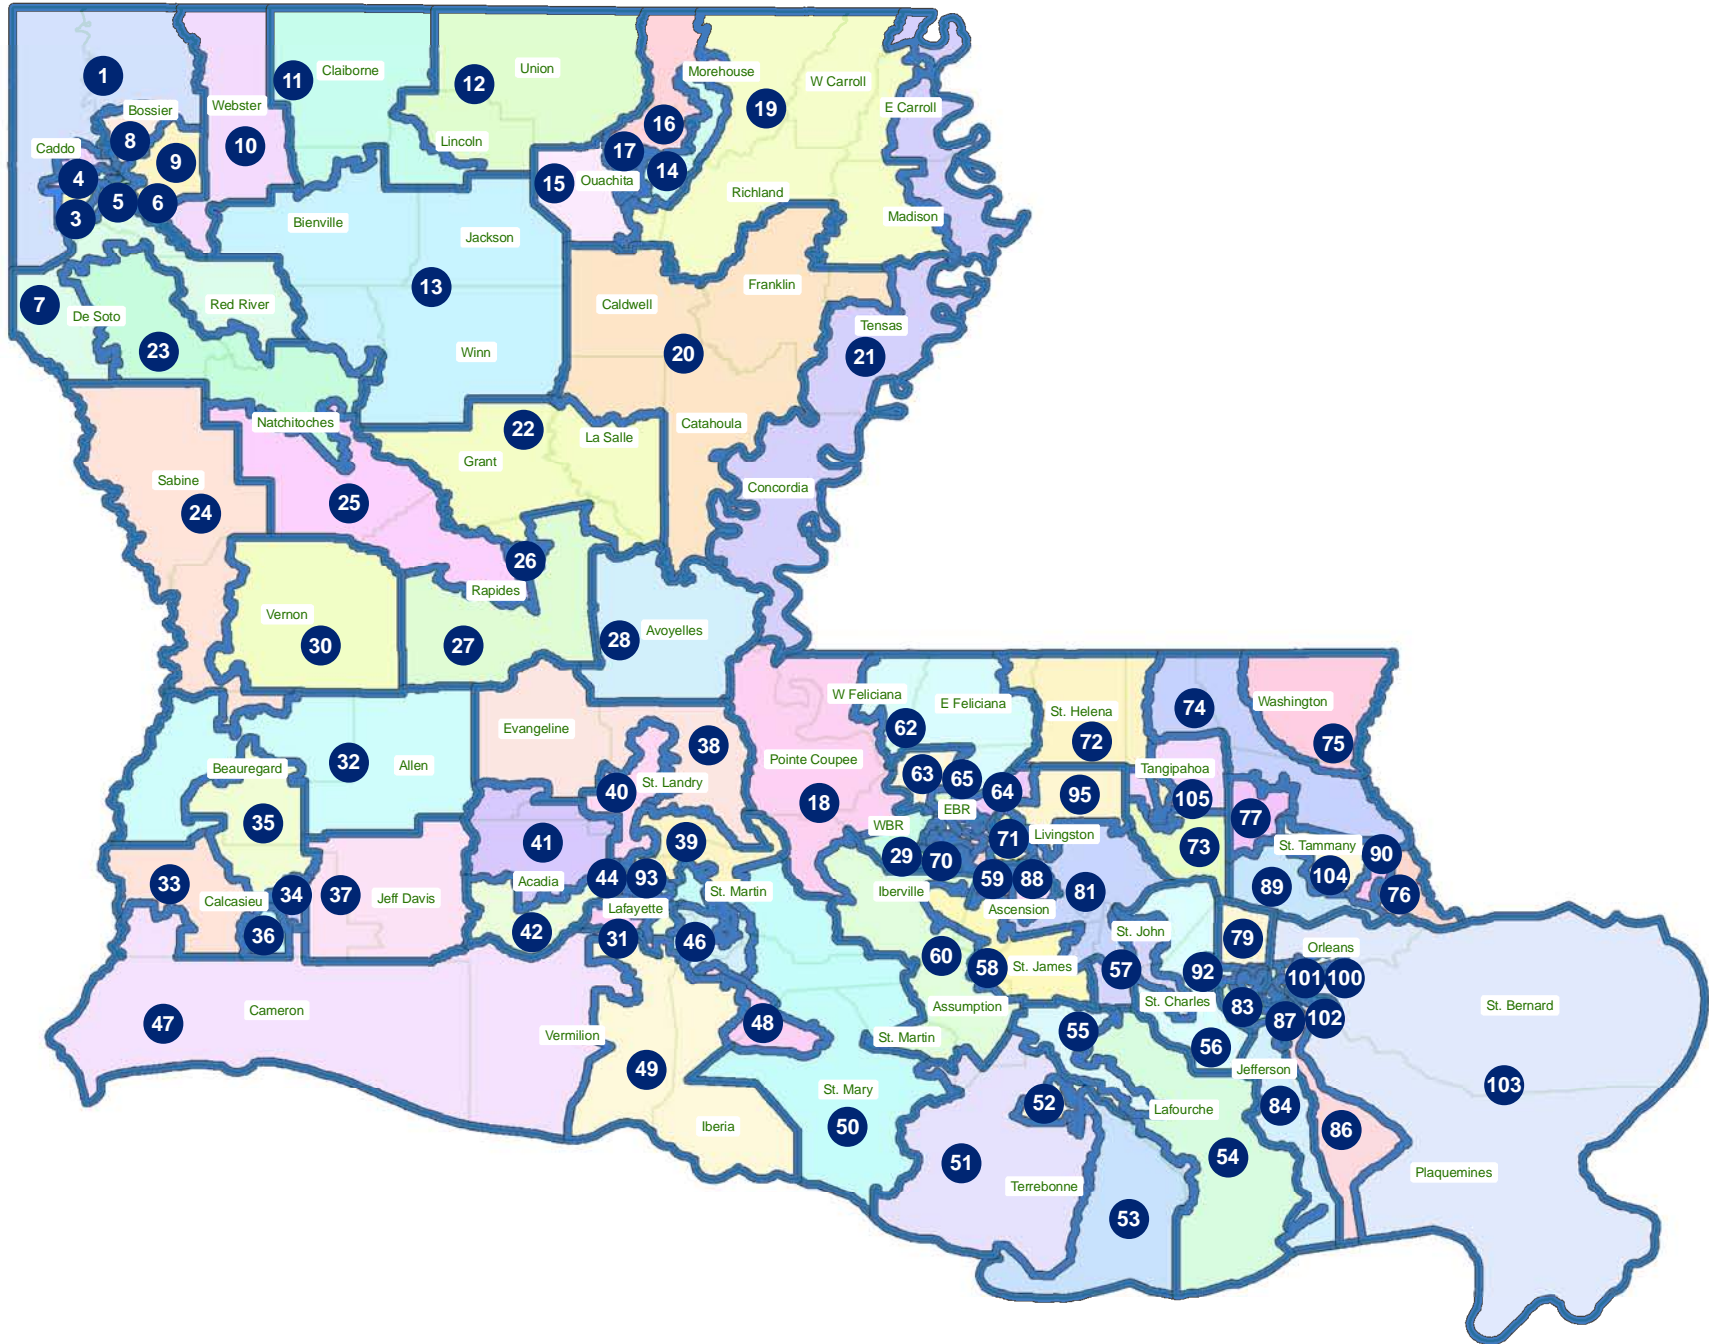 1
11
Claiborne
12
Union
Morehouse
W Carroll
19
E Carroll
Bossier
Webster
16
8
Lincoln
Caddo
9
10
17
4
14
15
Ouachita
5
6
Richland
3
Madison
Bienville
Jackson
13
Franklin
7
Red River
Caldwell
De Soto
Tensas
23
Winn
20
21
Natchitoches
22
La Salle
Catahoula
Grant
Sabine
Concordia
25
24
26
Rapides
Vernon
30
27
28
Avoyelles
W Feliciana
E Feliciana
St. Helena
74
Washington
Evangeline
62
72
75
38
32
Allen
Beauregard
Pointe Coupee
Tangipahoa
St. Landry
63
65
64
95
105
40
18
EBR
77
35
WBR
71
Livingston
41
39
73
St. Tammany
29
70
90
Acadia
44
93
59
88
104
33
34
37
Jeff Davis
St. Martin
Iberville
81
89
76
Calcasieu
Lafayette
Ascension
36
42
31
46
St. John
79
Orleans
60
58
St. James
57
92
101
100
Cameron
47
Vermilion
48
Assumption
St. Charles
83
87
102
St. Bernard
St. Martin
55
56
49
Jefferson
St. Mary
103
52
Lafourche
84
Iberia
50
86
51
54
Plaquemines
Terrebonne
53